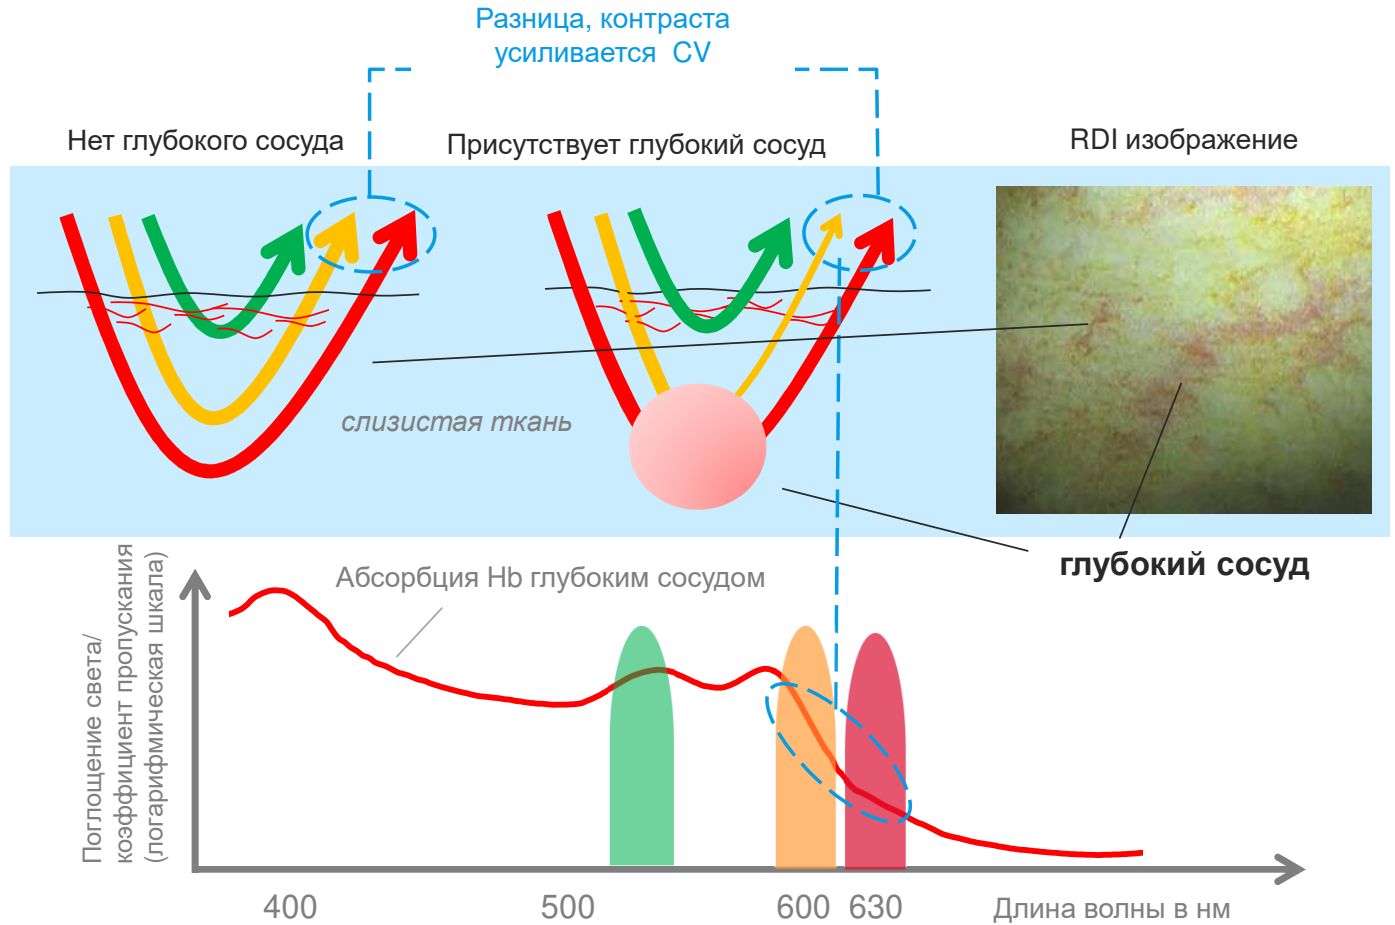 Разница, контраста
усиливается CV
Нет глубокого сосуда
Присутствует глубокий сосуд
RDI изображение
слизистая ткань
глубокий сосуд
Абсорбция Hb глубоким сосудом
Поглощение света/
коэффициент пропускания
(логарифмическая шкала)
400
500
600
630
Длина волны в нм